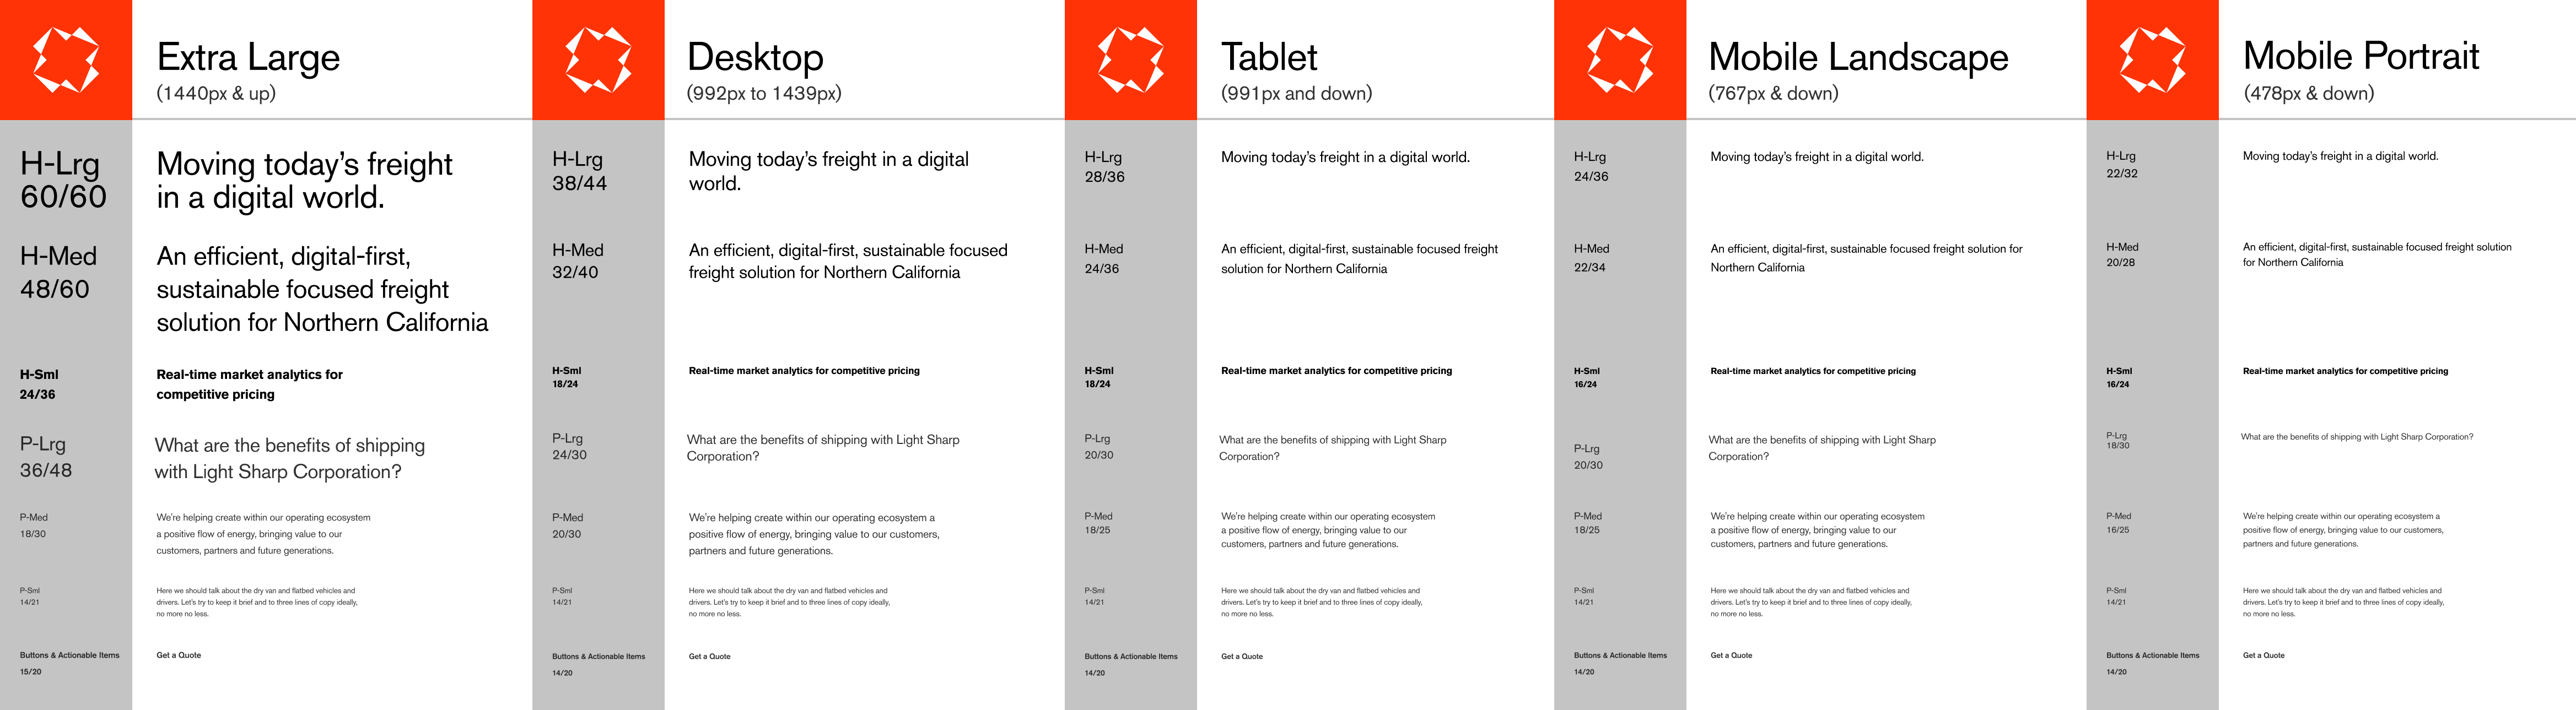 Extra Large
(1440px & up)
H-Lrg
60/60
Moving today’s freight
in a digital world.
H-Med
48/60
An efficient, digital-first,
sustainable focused freight
solution for Northern California
H-Sml
24/36
Real-time market analytics for
competitive pricing
P-Lrg
36/48
What are the benefits of shipping
with Light Sharp Corporation?
P-Med
18/30
We’re helping create within our operating ecosystem
a positive flow of energy, bringing value to our
customers, partners and future generations.
P-Sml
14/21
Here we should talk about the dry van and flatbed vehicles and
drivers. Let’s try to keep it brief and to three lines of copy ideally,
no more no less.
Buttons & Actionable Items
15/20
Get a Quote
Desktop
(992px to 1439px)
H-Lrg
38/44
Moving today’s freight in a digital
world.
H-Med
32/40
An efficient, digital-first, sustainable focused
freight solution for Northern California
H-Sml
18/24
Real-time market analytics for competitive pricing
P-Lrg
24/30
What are the benefits of shipping with Light Sharp
Corporation?
P-Med
20/30
We’re helping create within our operating ecosystem a
positive flow of energy, bringing value to our customers,
partners and future generations.
P-Sml
14/21
Here we should talk about the dry van and flatbed vehicles and
drivers. Let’s try to keep it brief and to three lines of copy ideally,
no more no less.
Buttons & Actionable Items
14/20
Get a Quote
Tablet
(991px and down)
H-Lrg
28/36
Moving today’s freight in a digital world.
H-Med
24/36
An efficient, digital-first, sustainable focused freight
solution for Northern California
H-Sml
18/24
Real-time market analytics for competitive pricing
P-Lrg
20/30
What are the benefits of shipping with Light Sharp
Corporation?
P-Med
18/25
We’re helping create within our operating ecosystem
a positive flow of energy, bringing value to our
customers, partners and future generations.
P-Sml
14/21
Here we should talk about the dry van and flatbed vehicles and
drivers. Let’s try to keep it brief and to three lines of copy ideally,
no more no less.
Buttons & Actionable Items
14/20
Get a Quote
Mobile Landscape
(767px & down)
H-Lrg
24/36
Moving today’s freight in a digital world.
H-Med
22/34
An efficient, digital-first, sustainable focused freight solution for
Northern California
H-Sml
16/24
Real-time market analytics for competitive pricing
P-Lrg
20/30
What are the benefits of shipping with Light Sharp
Corporation?
P-Med
18/25
We’re helping create within our operating ecosystem
a positive flow of energy, bringing value to our
customers, partners and future generations.
P-Sml
14/21
Here we should talk about the dry van and flatbed vehicles and
drivers. Let’s try to keep it brief and to three lines of copy ideally,
no more no less.
Buttons & Actionable Items
14/20
Get a Quote
Mobile Portrait
(478px & down)
H-Lrg
22/32
Moving today’s freight in a digital world.
H-Med
20/28
An efficient, digital-first, sustainable focused freight solution
for Northern California
H-Sml
16/24
Real-time market analytics for competitive pricing
P-Lrg
18/30
What are the benefits of shipping with Light Sharp Corporation?
P-Med
16/25
We’re helping create within our operating ecosystem a
positive flow of energy, bringing value to our customers,
partners and future generations.
P-Sml
14/21
Here we should talk about the dry van and flatbed vehicles and
drivers. Let’s try to keep it brief and to three lines of copy ideally,
no more no less.
Buttons & Actionable Items
14/20
Get a Quote